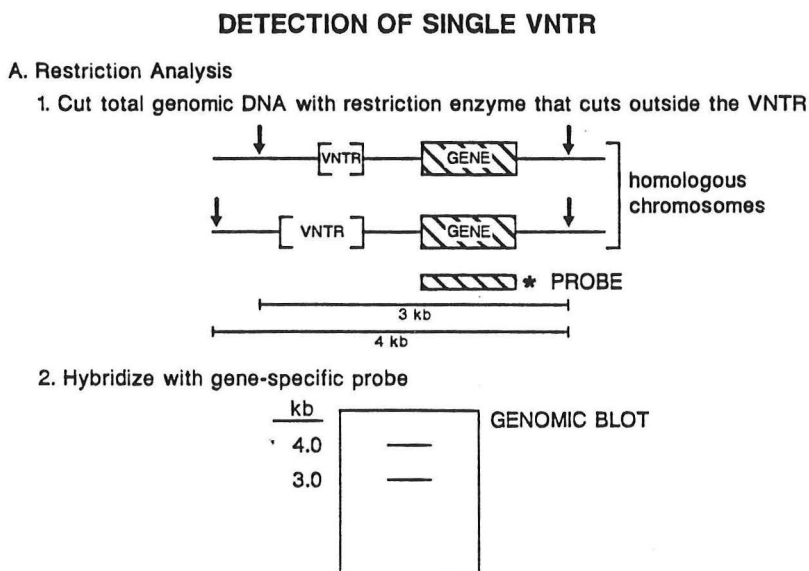 DETECTION OF SINGLE VNTR
A. Restriction Analysis
1. Cut total genomic DNA with restriction enzyme that cuts outside the VNTR
VNTR GENE
homologous
chromosomes
VNTR GENE
* PROBE
3 kb
4 kb
2. Hybridize with gene-specific probe
kb
GENOMIC BLOT
4.0
3.0